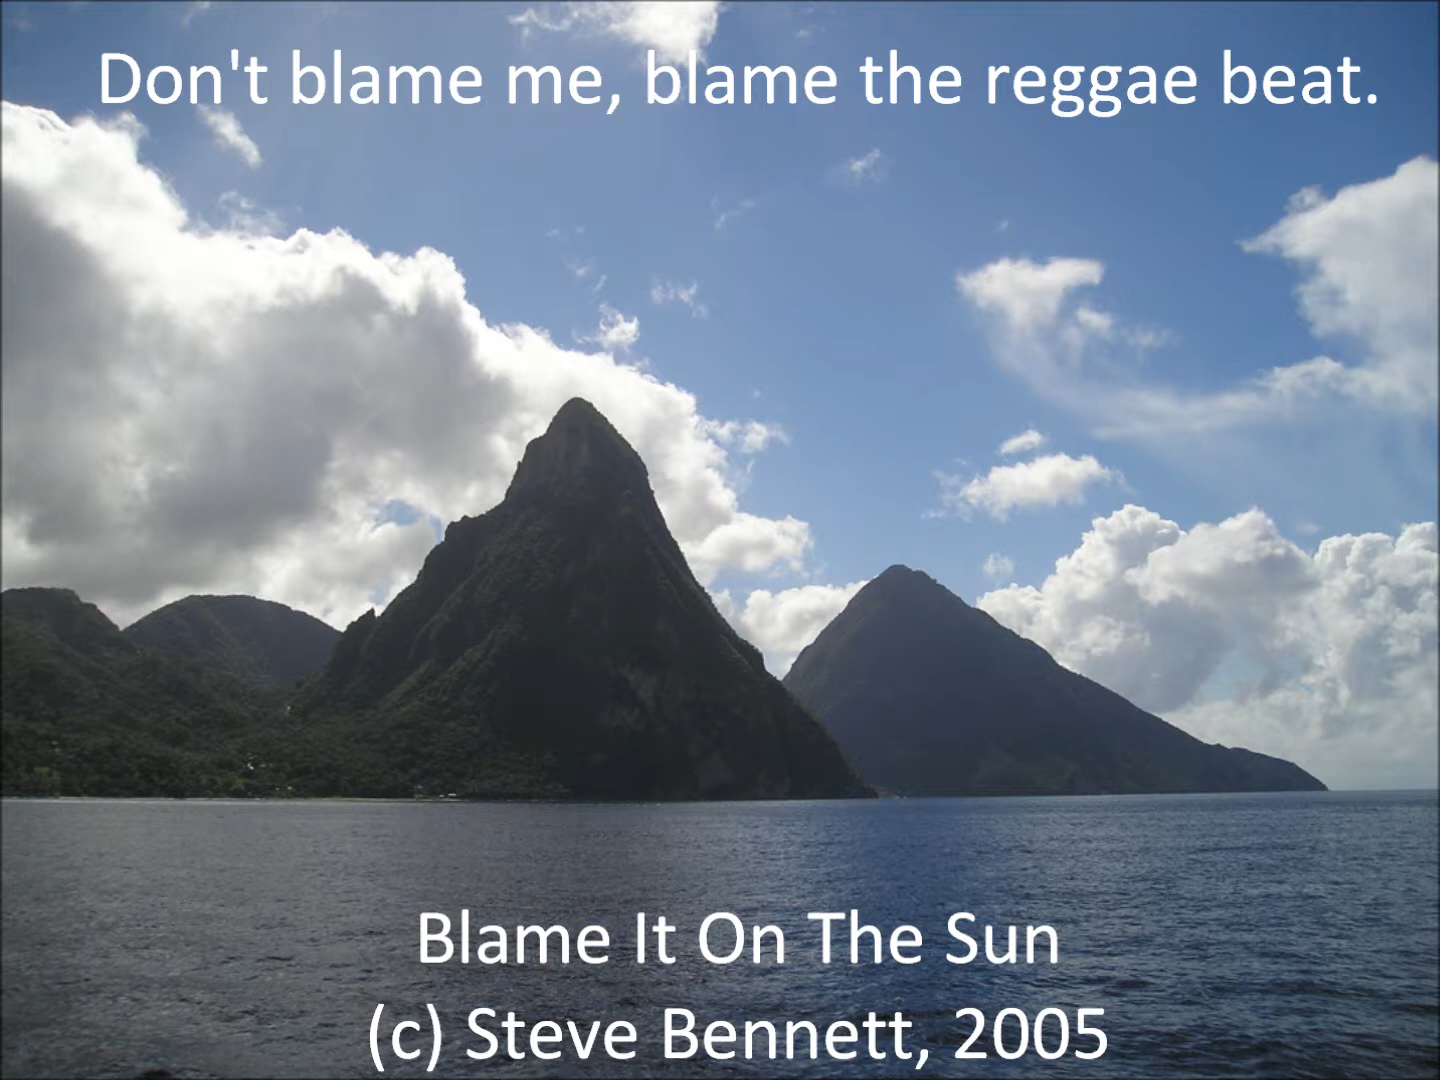 Don't blame me, blame the reggae beat.
Blame It On The Sun
(c) Steve Bennett, 2005